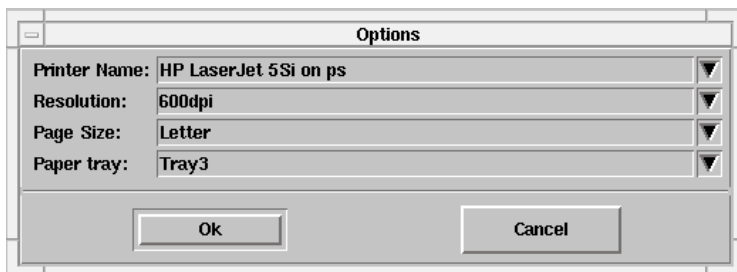 Options
Printer Name: HP LaserJet 5Si on ps
Resolution: 600dpi
Page Size: Letter
Paper tray: Tray3
Ok Cancel